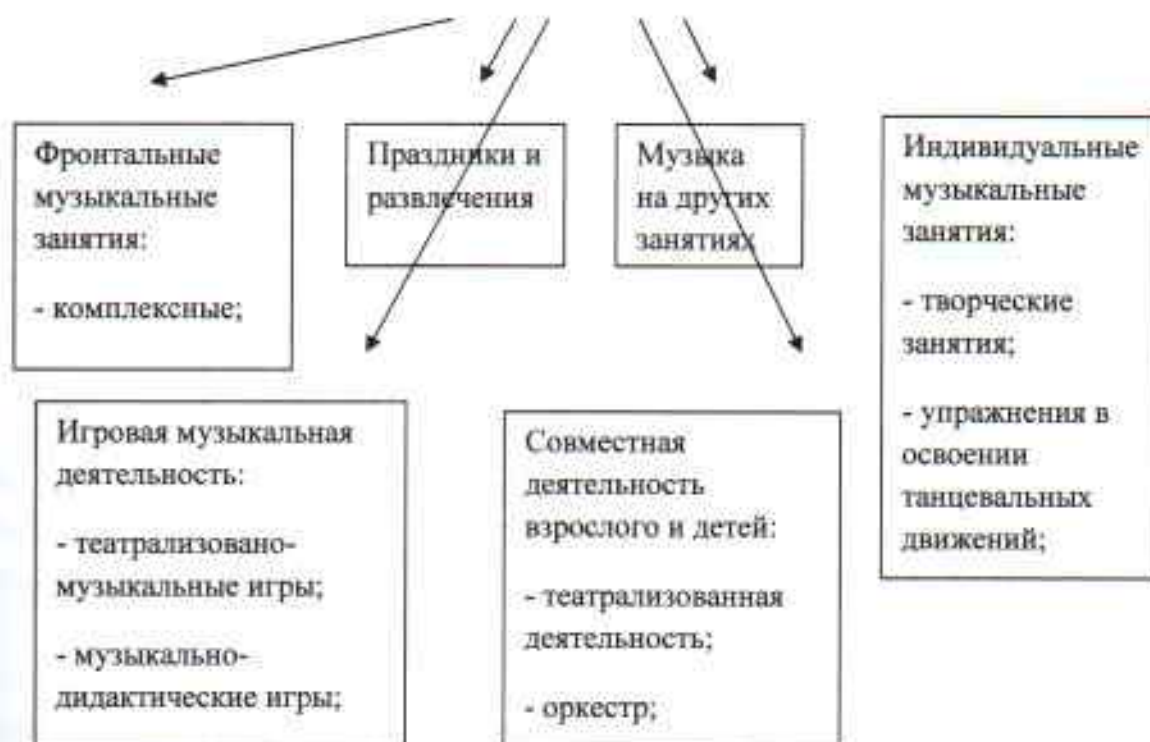 Фронтальные
музыкальные
занятия:
- комплексные;
Праздники и
развлечения
Музыка
на других
занятиях
Индивидуальные
музыкальные
занятия:
- творческие
занятия;
- упражнения в
освоении
танцевальных
движений;
Игровая музыкальная
деятельность:
- театрализовано-
музыкальные игры;
- музыкально-
дидактические игры;
Совместная
деятельность
взрослого и детей:
- театрализованная
деятельность;
- оркестр;